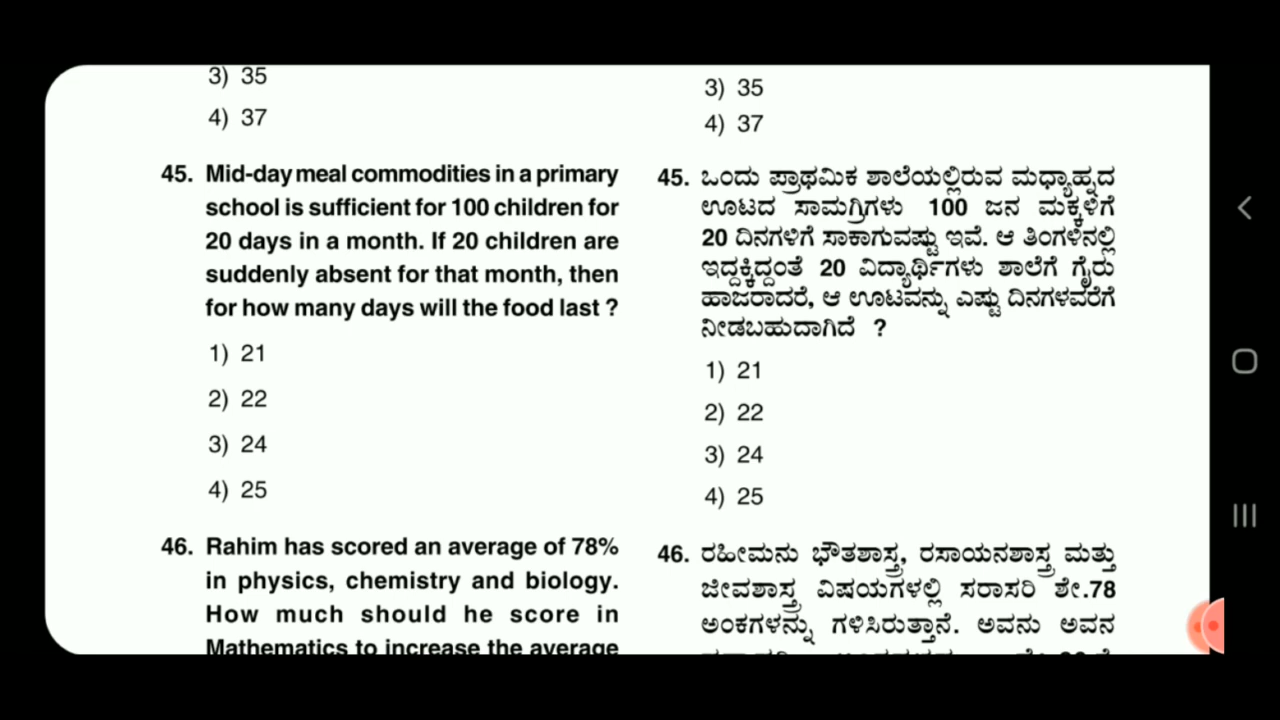 3) 35
4) 37
45. Mid-day meal commodities in a primary
school is sufficient for 100 children for
20 days in a month. If 20 children are
suddenly absent for that month, then
for how many days will the food last ?
1) 21
2) 22
3) 24
4) 25
46. Rahim has scored an average of 78%
in physics, chemistry and biology.
How much should he score in
Mathematics to increase the average
3) 35
4) 37
45. ಒಂದು ಪ್ರಾಥಮಿಕ ಶಾಲೆಯಲ್ಲಿರುವ ಮಧ್ಯಾಹ್ನದ
ಊಟದ ಸಾಮಗ್ರಿಗಳು 100 ಜನ ಮಕ್ಕಳಿಗೆ
20 ದಿನಗಳಿಗೆ ಸಾಕಾಗುವಷ್ಟು ಇವೆ. ಆ ತಿಂಗಳಿನಲ್ಲಿ
ಇದ್ದಕ್ಕಿದ್ದಂತೆ 20 ವಿದ್ಯಾರ್ಥಿಗಳು ಶಾಲೆಗೆ ಗೈರು
ಹಾಜರಾದರೆ, ಆ ಊಟವನ್ನು ಎಷ್ಟು ದಿನಗಳವರೆಗೆ
ನೀಡಬಹುದಾಗಿದೆ ?
1) 21
2) 22
3) 24
4) 25
46. ರಹೀಮನು ಭೌತಶಾಸ್ತ್ರ, ರಸಾಯನಶಾಸ್ತ್ರ ಮತ್ತು
ಜೀವಶಾಸ್ತ್ರ ವಿಷಯಗಳಲ್ಲಿ ಸರಾಸರಿ ಶೇ.78
ಅಂಕಗಳನ್ನು ಗಳಿಸಿರುತ್ತಾನೆ. ಅವನು ಅವನ